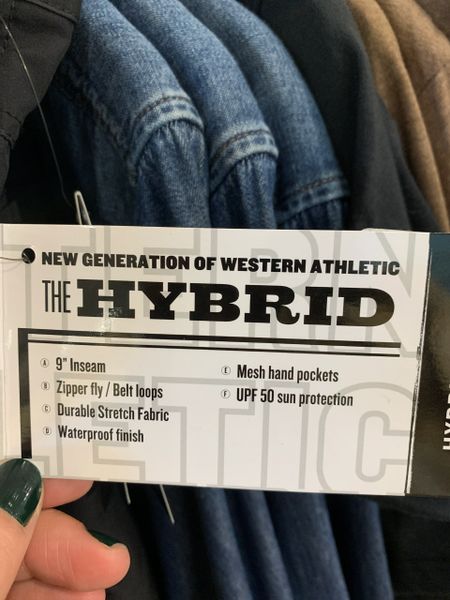 NEW GENERATION OF WESTERN ATHLETIC
THE HYBRID
A 9" Inseam
B Zipper fly / Belt loops
C Durable Stretch Fabric
D Waterproof finish
E Mesh hand pockets
F UPF 50 sun protection